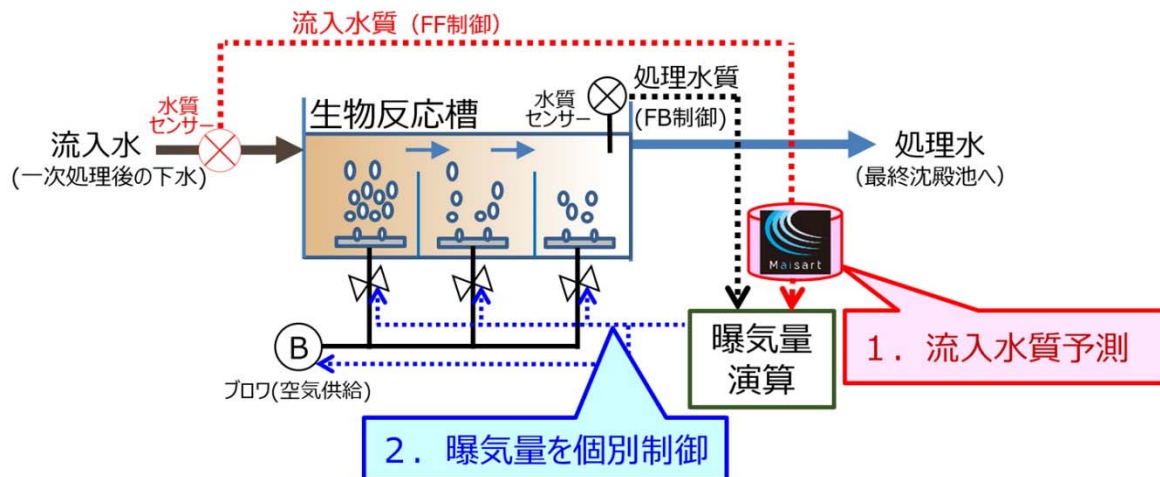 流入水質（FF制御）
水質
センサー
流入水
(一次処理後の下水)
生物反応槽
水質
センサー
処理水質
(FB制御)
処理水
（最終沈殿池へ）
Maisart
1．流入水質予測
曝気量
演算
B
ブロワ(空気供給)
2．曝気量を個別制御